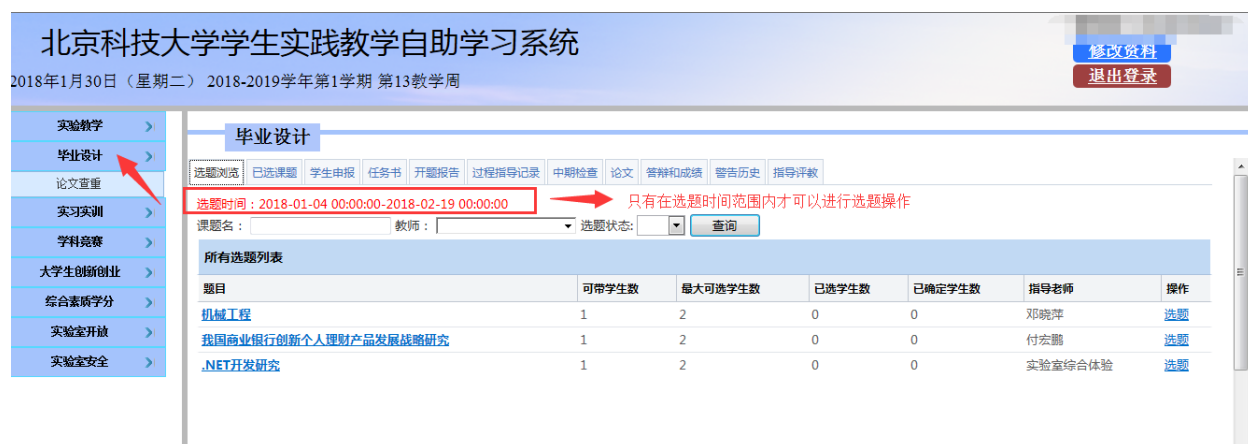 北京科技大学学生实践教学自助学习系统
修改资料
2018年1月30日（星期二） 2018-2019学年第1学期 第13教学周
退出登录
实验教学
毕业设计
论文查重
实习实训
学科竞赛
大学生创新创业
综合素质学分
实验室开放
实验室安全
毕业设计
选题浏览 已选课题 学生申报 任务书 开题报告 过程指导记录 中期检查 论文 答辩和成绩 警告历史 指导评教
选题时间：2018-01-04 00:00:00-2018-02-19 00:00:00 只有在选题时间范围内才可以进行选题操作
课题名： 教师： 选题状态: 查询
所有选题列表
题目 可带学生数 最大可选学生数 已选学生数 已确定学生数 指导老师 操作
机械工程 1 2 0 0 邓晓萍 选题
我国商业银行创新个人理财产品发展战略研究 1 2 0 0 付宏鹏 选题
.NET开发研究 1 2 0 0 实验室综合体验 选题